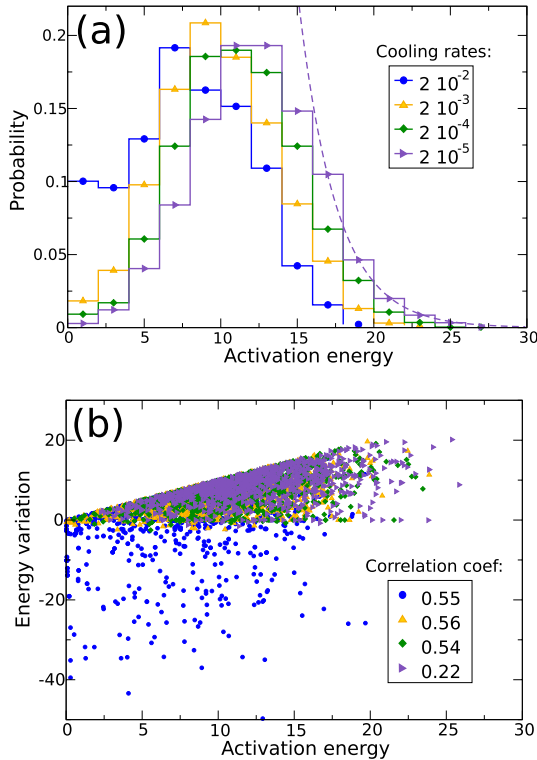 (a)
Cooling rates:
2 10^-2
2 10^-3
2 10^-4
2 10^-5
Probability
0.2
0.15
0.1
0.05
0
0 5 10 15 20 25 30
Activation energy
(b)
Energy variation
20
0
-20
-40
Correlation coef:
0.55
0.56
0.54
0.22
0 5 10 15 20 25 30
Activation energy